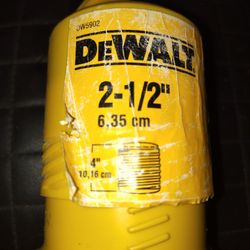 DW5902
DEWALT
2-1/2"
6,35 cm
4"
10,16 cm